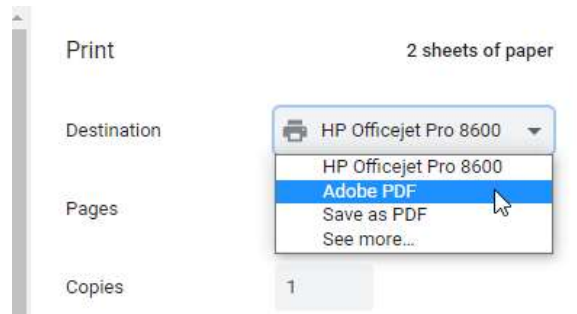 Print 2 sheets of paper
Destination HP Officejet Pro 8600
HP Officejet Pro 8600
Adobe PDF
Pages Save as PDF
See more...
Copies 1